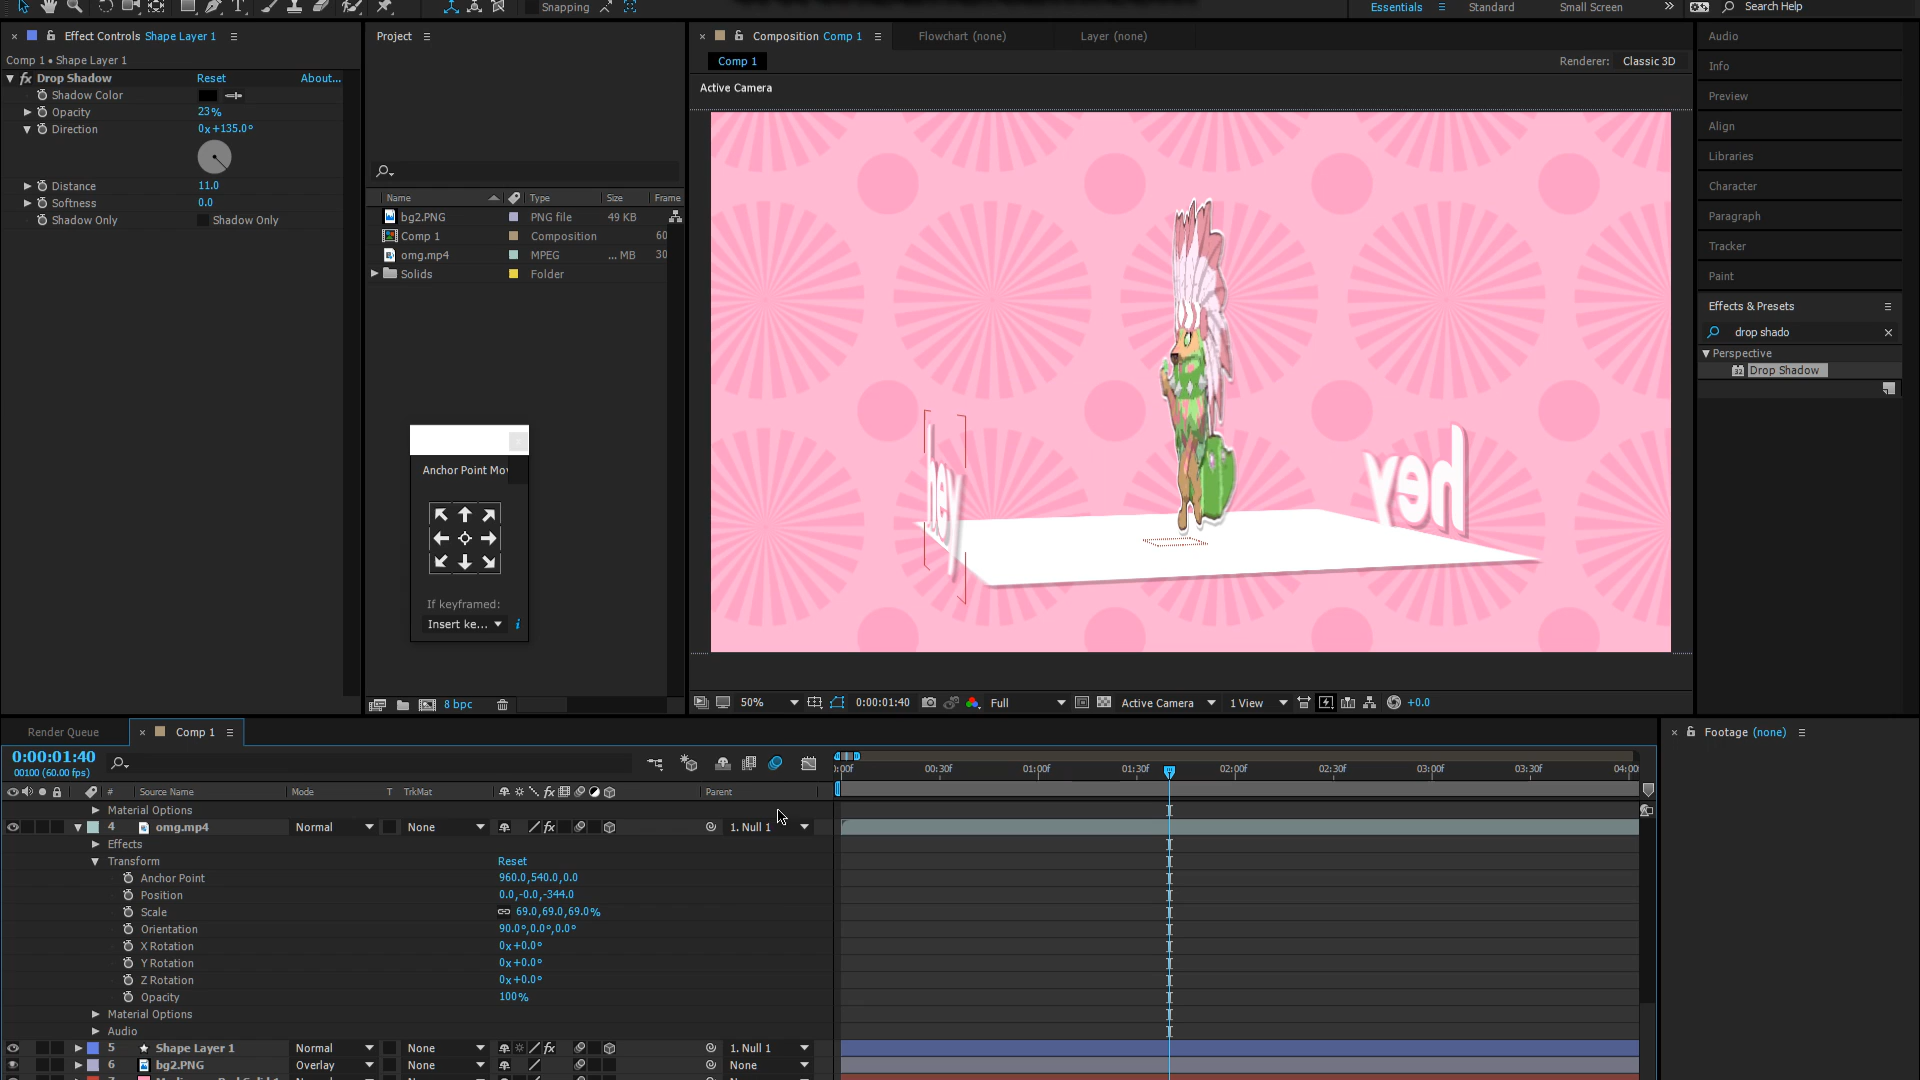 Snapping
Essentials
Standard
Small Screen
Search Help
Effect Controls Shape Layer 1
Comp 1 • Shape Layer 1
fx Drop Shadow Reset About...
Shadow Color
Opacity 23%
Direction 0x+135.0°
Distance 11.0
Softness 0.0
Shadow Only Shadow Only
Project
Name Type Size Frame
bg2.PNG PNG file 49 KB
Comp 1 Composition 60
omg.mp4 MPEG ... MB 30
Solids Folder
Anchor Point Mo
If keyframed:
Insert ke...
8 bpc
Composition Comp 1
Flowchart (none)
Layer (none)
Comp 1
Renderer: Classic 3D
Active Camera
hey
hey
50% 0:00:01:40 Full Active Camera 1 View +0.0
Audio
Info
Preview
Align
Libraries
Character
Paragraph
Tracker
Paint
Effects & Presets
drop shado
Perspective
32 Drop Shadow
Render Queue
Comp 1
Footage (none)
0:00:01:40
00100 (60.00 fps)
:00f 00:30f 01:00f 01:30f 02:00f 02:30f 03:00f 03:30f 04:00
# Source Name Mode T TrkMat fx Parent
Material Options
4 omg.mp4 Normal None fx 1. Null 1
Effects
Transform Reset
Anchor Point 960.0,540.0,0.0
Position 0.0,-0.0,-344.0
Scale 69.0,69.0,69.0%
Orientation 90.0°,0.0°,0.0°
X Rotation 0x+0.0°
Y Rotation 0x+0.0°
Z Rotation 0x+0.0°
Opacity 100%
Material Options
Audio
5 Shape Layer 1 Normal None fx 1. Null 1
6 bg2.PNG Overlay None None